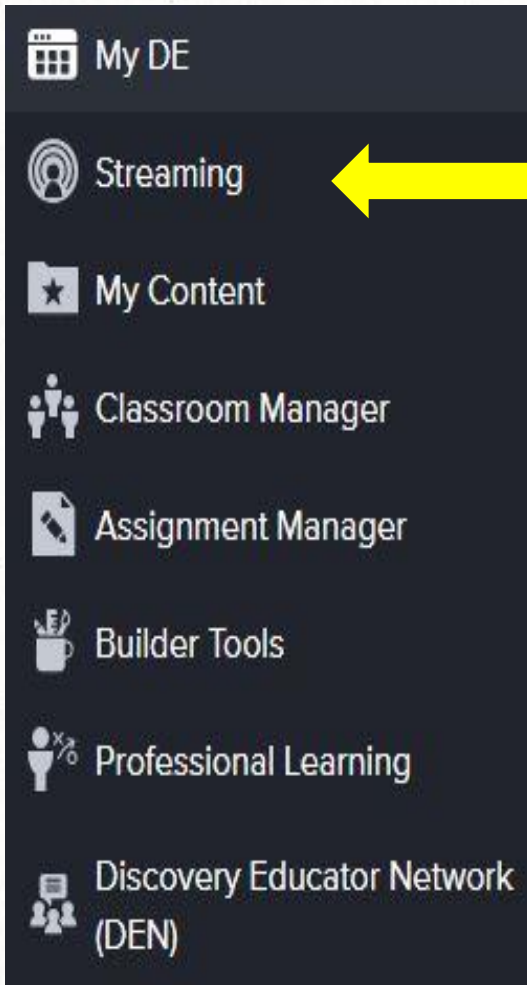 My DE
Streaming
My Content
Classroom Manager
Assignment Manager
Builder Tools
Professional Learning
Discovery Educator Network
(DEN)